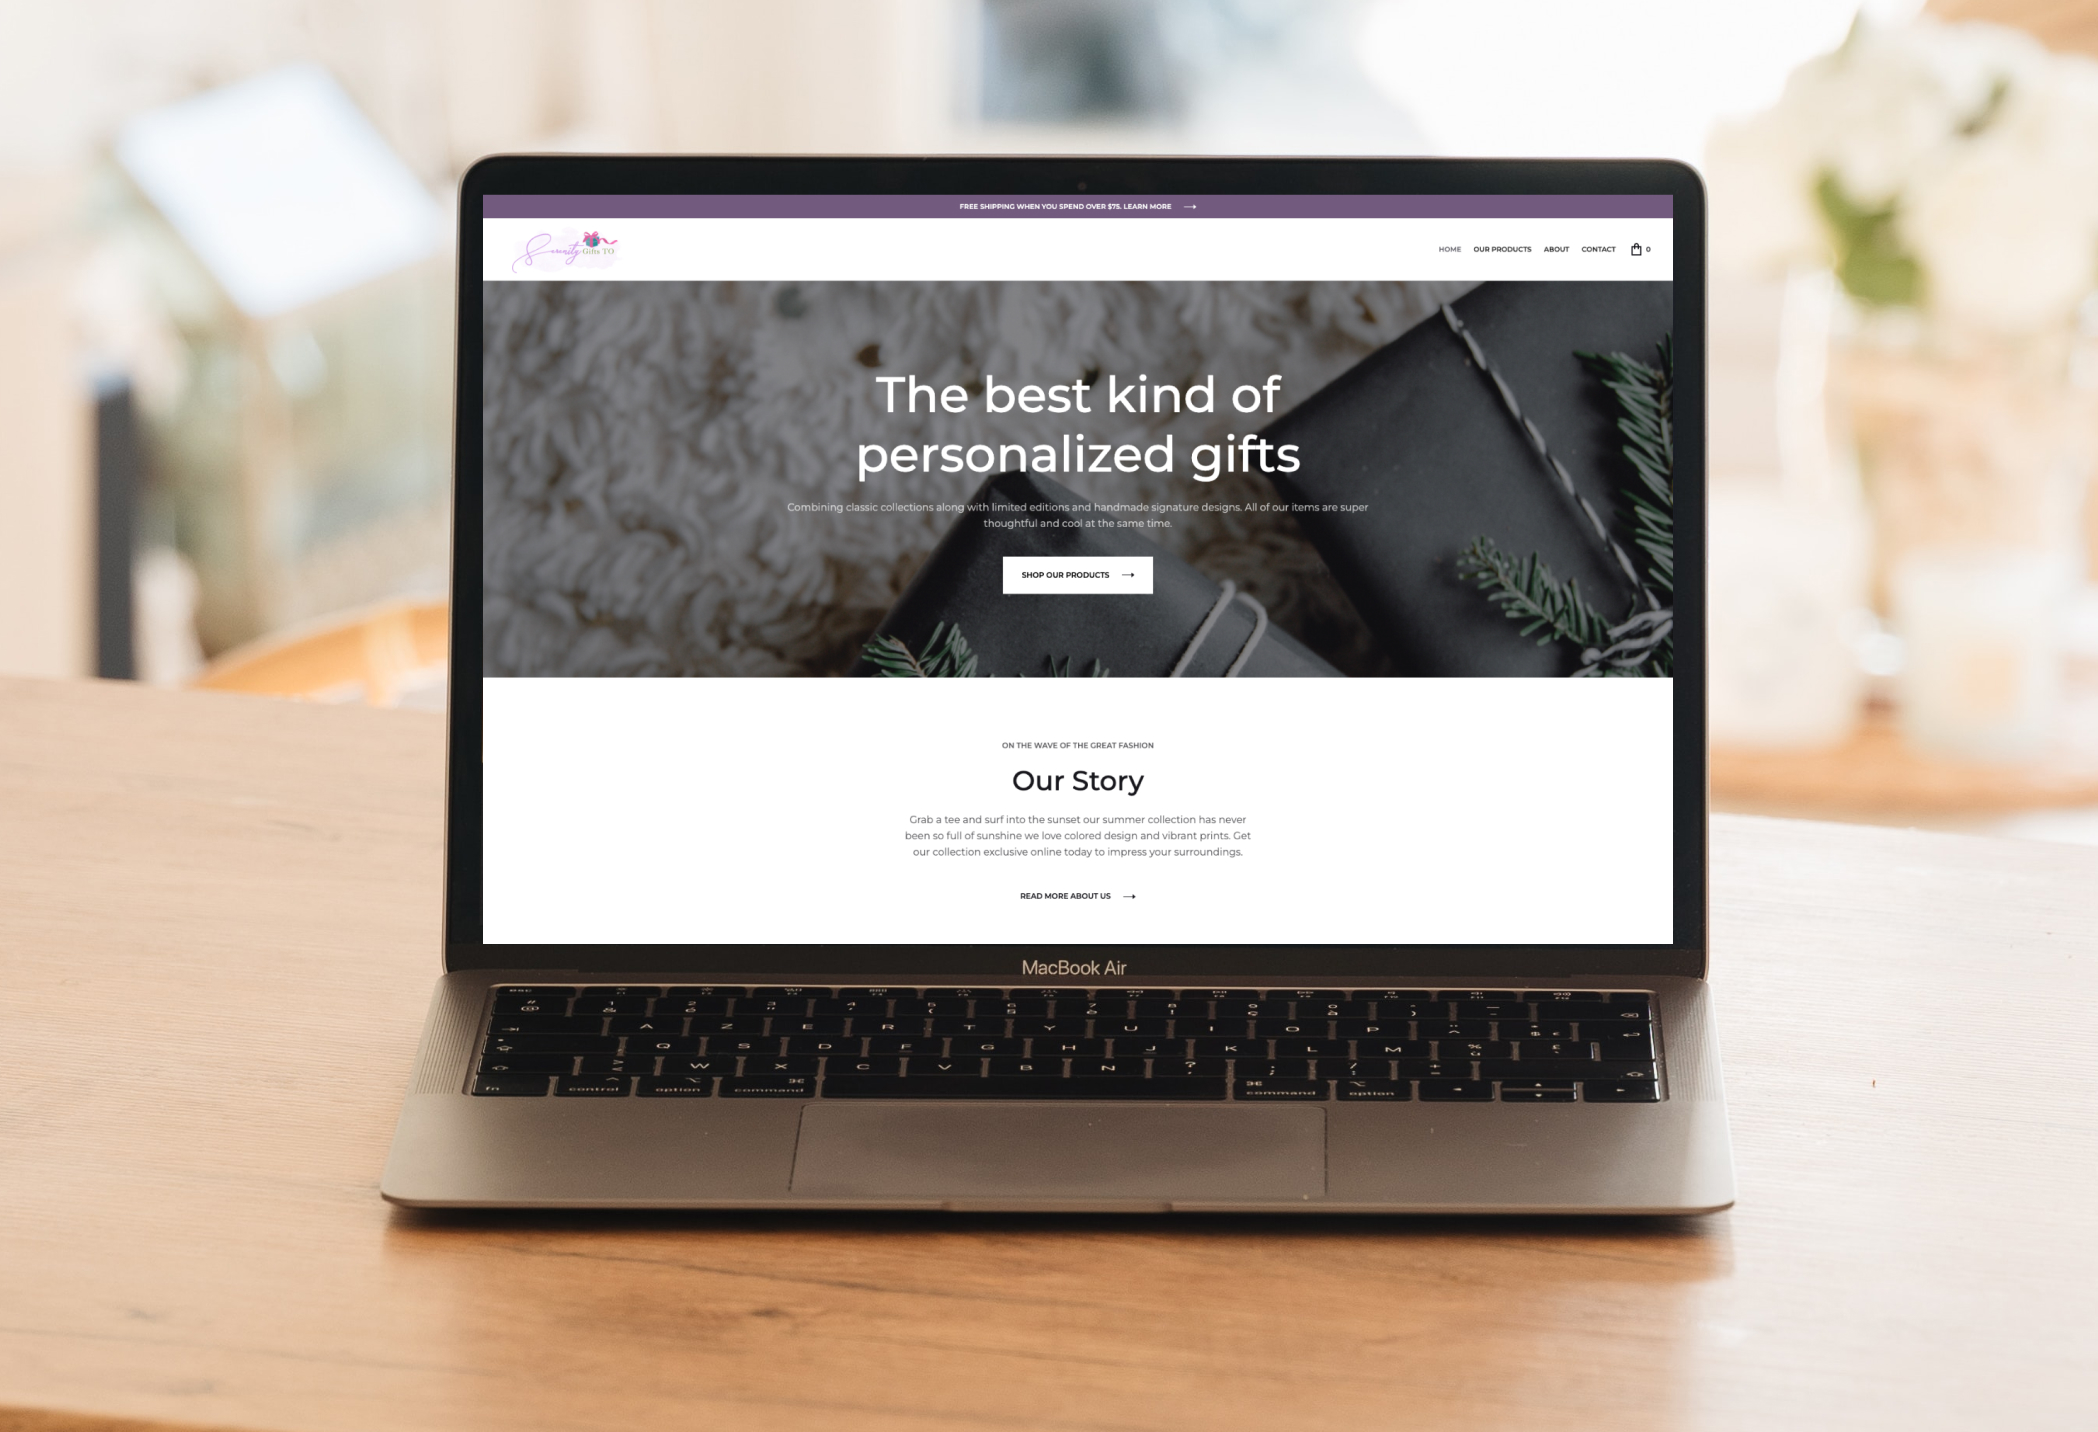 FREE SHIPPING WHEN YOU SPEND OVER $75. LEARN MORE
Serenity Gifts TO
HOME OUR PRODUCTS ABOUT CONTACT 0
The best kind of
personalized gifts
Combining classic collections along with limited editions and handmade signature designs. All of our items are super
thoughtful and cool at the same time.
SHOP OUR PRODUCTS
ON THE WAVE OF THE GREAT FASHION
Our Story
Grab a tee and surf into the sunset our summer collection has never
been so full of sunshine we love colored design and vibrant prints. Get
our collection exclusive online today to impress your surroundings.
READ MORE ABOUT US
MacBook Air
esc
A Z E R T Y U I O P
Q S D F G H J K L M
W X C V B N
fn control option command command option